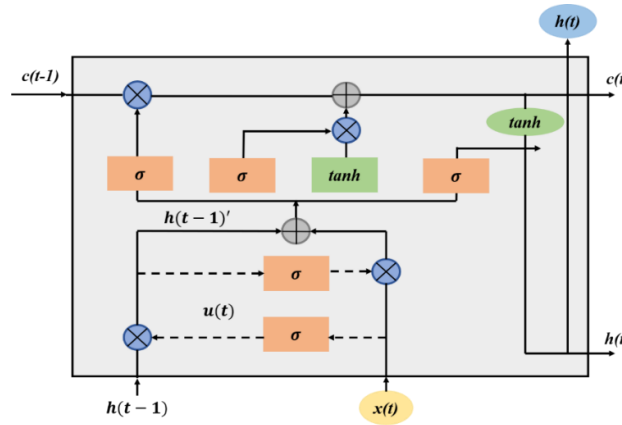 h(t)
c(t-1)
c(t
tanh
σ
σ
tanh
σ
h(t − 1)′
σ
u(t)
σ
h(t
h(t − 1)
x(t)